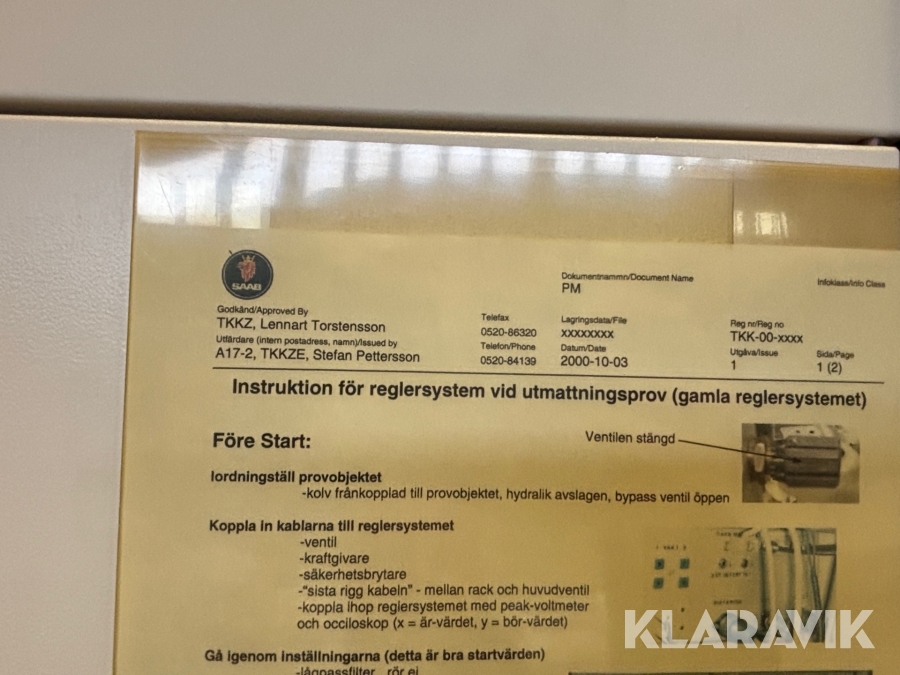 SAAB
Dokumentnamn/Document Name
PM
Infoklass/Info Class
Godkänd/Approved By
TKKZ, Lennart Torstensson
Telefax
0520-86320
Lagringsdata/File
xxxxxxxx
Reg nr/Reg no
TKK-00-xxxx
Utfärdare (intern postadress, namn)/Issued by
A17-2, TKKZE, Stefan Pettersson
Telefon/Phone
0520-84139
Datum/Date
2000-10-03
Utgåva/Issue
1
Sida/Page
1 (2)
Instruktion för reglersystem vid utmattningsprov (gamla reglersystemet)
Före Start:
Ventilen stängd
Iordningställ provobjektet
-kolv frånkopplad till provobjektet, hydralik avslagen, bypass ventil öppen
Koppla in kablarna till reglersystemet
-ventil
-kraftgivare
-säkerhetsbrytare
-"sista rigg kabeln" - mellan rack och huvudventil
-koppla ihop reglersystemet med peak-voltmeter
och occiloskop (x = är-värdet, y = bör-värdet)
Gå igenom inställningarna (detta är bra startvärden)
-lågpassfilter rör ej
KLARAVIK